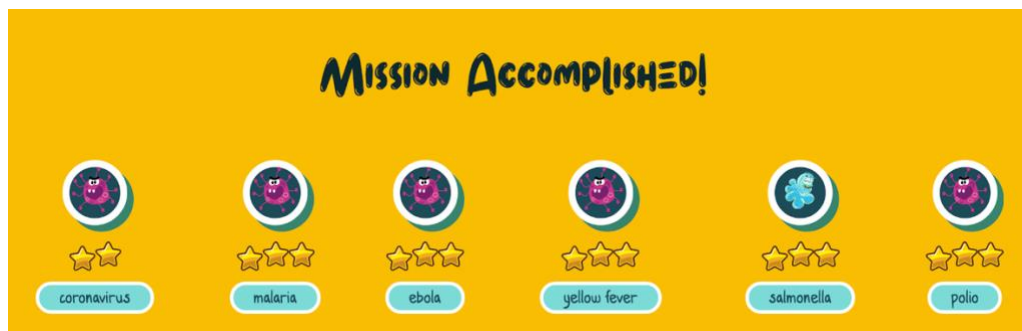 Mission Accomplished!
coronavirus malaria ebola yellow fever salmonella polio